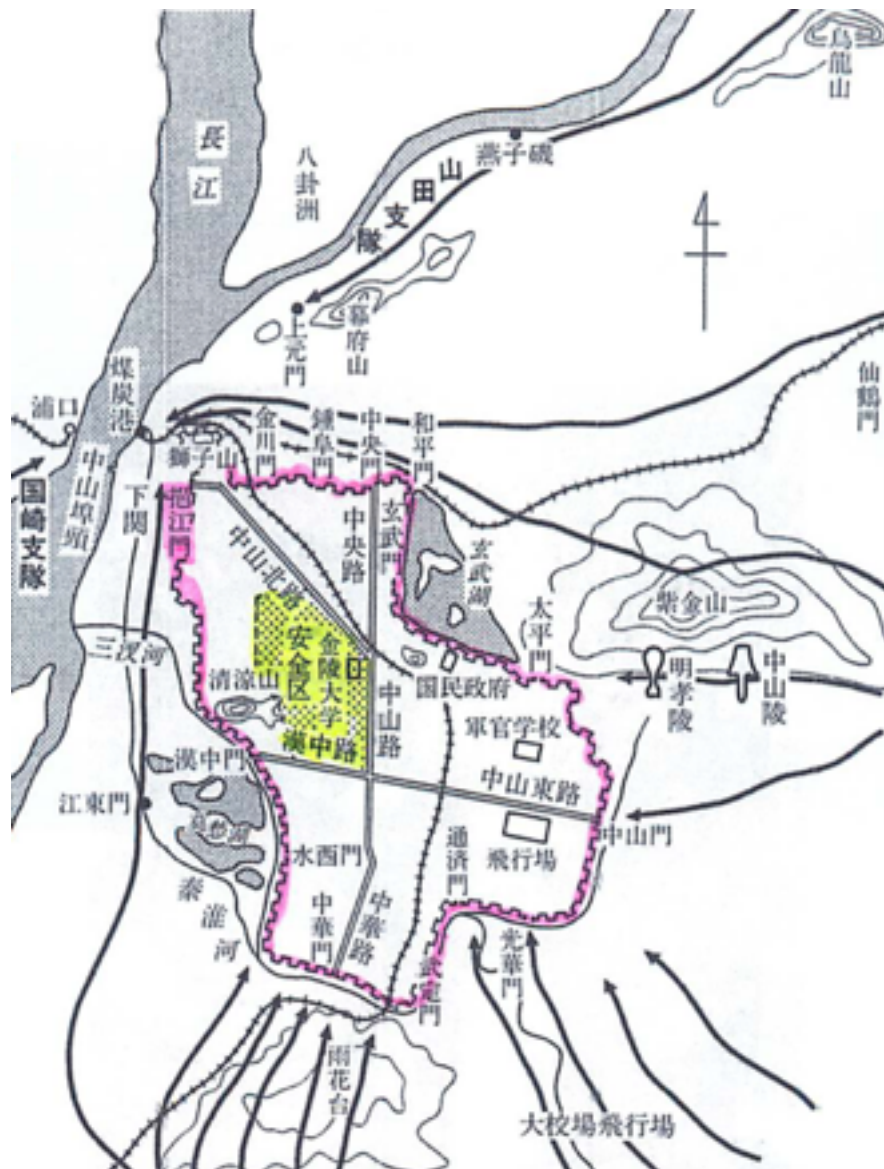 烏龍山
長江
八卦洲
燕子磯
山田支隊
幕府山
上元門
仙鶴門
浦口
煤炭港
獅子山
金川門
鍾阜門
中央門
和平門
国崎支隊
中山埠頭
下関
挹江門
中山北路
中央路
玄武門
玄武湖
太平門
紫金山
明孝陵
中山陵
三汊河
清涼山
安全区
金陵大学
漢中路
中山路
国民政府
軍官学校
中山東路
漢中門
江東門
莫愁湖
水西門
秦淮河
中華門
中華路
通済門
飛行場
中山門
光華門
武定門
雨花台
大校場飛行場